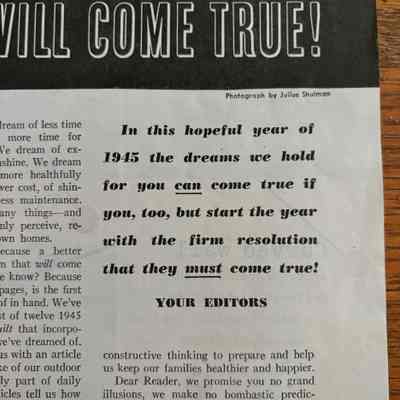 WILL COME TRUE!
Photograph by Julius Shulman
dream of less time
more time for
We dream of ex-
nshine. We dream
more healthfully
wer cost, of shin-
ess maintenance.
any things—and
nly perceive, re-
own homes.
ecause a better
m that will come
e know? Because
pages, is the first
of in hand. We've
st of twelve 1945
uilt that incorpo-
we've dreamed of.
us with an article
ke of our outdoor
ly part of daily
icles tell us how
In this hopeful year of
1945 the dreams we hold
for you can come true if
you, too, but start the year
with the firm resolution
that they must come true!
YOUR EDITORS
constructive thinking to prepare and help
us keep our families healthier and happier.
Dear Reader, we promise you no grand
illusions, we make no bombastic predic-